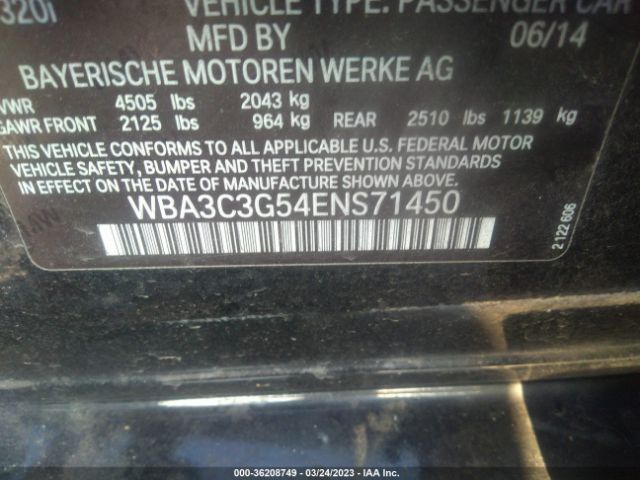 320i VEHICLE TYPE: PASSENGER CAR
MFD BY 06/14
BAYERISCHE MOTOREN WERKE AG
VWR 4505 lbs 2043 kg
GAWR FRONT 2125 lbs 964 kg REAR 2510 lbs 1139 kg
THIS VEHICLE CONFORMS TO ALL APPLICABLE U.S. FEDERAL MOTOR
VEHICLE SAFETY, BUMPER AND THEFT PREVENTION STANDARDS
IN EFFECT ON THE DATE OF MANUFACTURE SHOWN ABOVE.
WBA3C3G54ENS71450
2 122 606
000-36208749 - 03/24/2023 - IAA Inc.